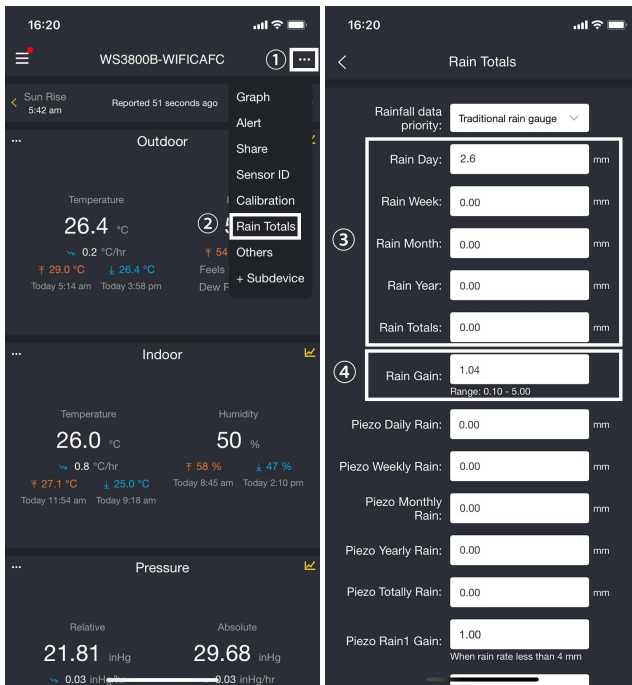 16:20
WS3800B-WIFICAFC
①
Sun Rise
5:42 am
Reported 51 seconds ago
Graph
Alert
Share
Sensor ID
Calibration
② Rain Totals
Others
+ Subdevice
Outdoor
Temperature
26.4 °C
0.2 °C/hr
29.0 °C 26.4 °C
Today 5:14 am Today 3:58 pm
54
Feels
Dew P
Indoor
Temperature
Humidity
26.0 °C
50 %
0.8 °C/hr
58 % 47 %
27.1 °C 25.0 °C
Today 8:45 am Today 2:10 pm
Today 11:54 am Today 9:18 am
Pressure
Relative
Absolute
21.81 inHg
29.68 inHg
0.03 inHg/hr
0.03 inHg/hr
16:20
Rain Totals
Rainfall data
priority:
Traditional rain gauge
③
Rain Day: 2.6 mm
Rain Week: 0.00 mm
Rain Month: 0.00 mm
Rain Year: 0.00 mm
Rain Totals: 0.00 mm
④
Rain Gain: 1.04
Range: 0.10 - 5.00
Piezo Daily Rain: 0.00 mm
Piezo Weekly Rain: 0.00 mm
Piezo Monthly
Rain: 0.00 mm
Piezo Yearly Rain: 0.00 mm
Piezo Totally Rain: 0.00 mm
Piezo Rain1 Gain: 1.00
When rain rate less than 4 mm